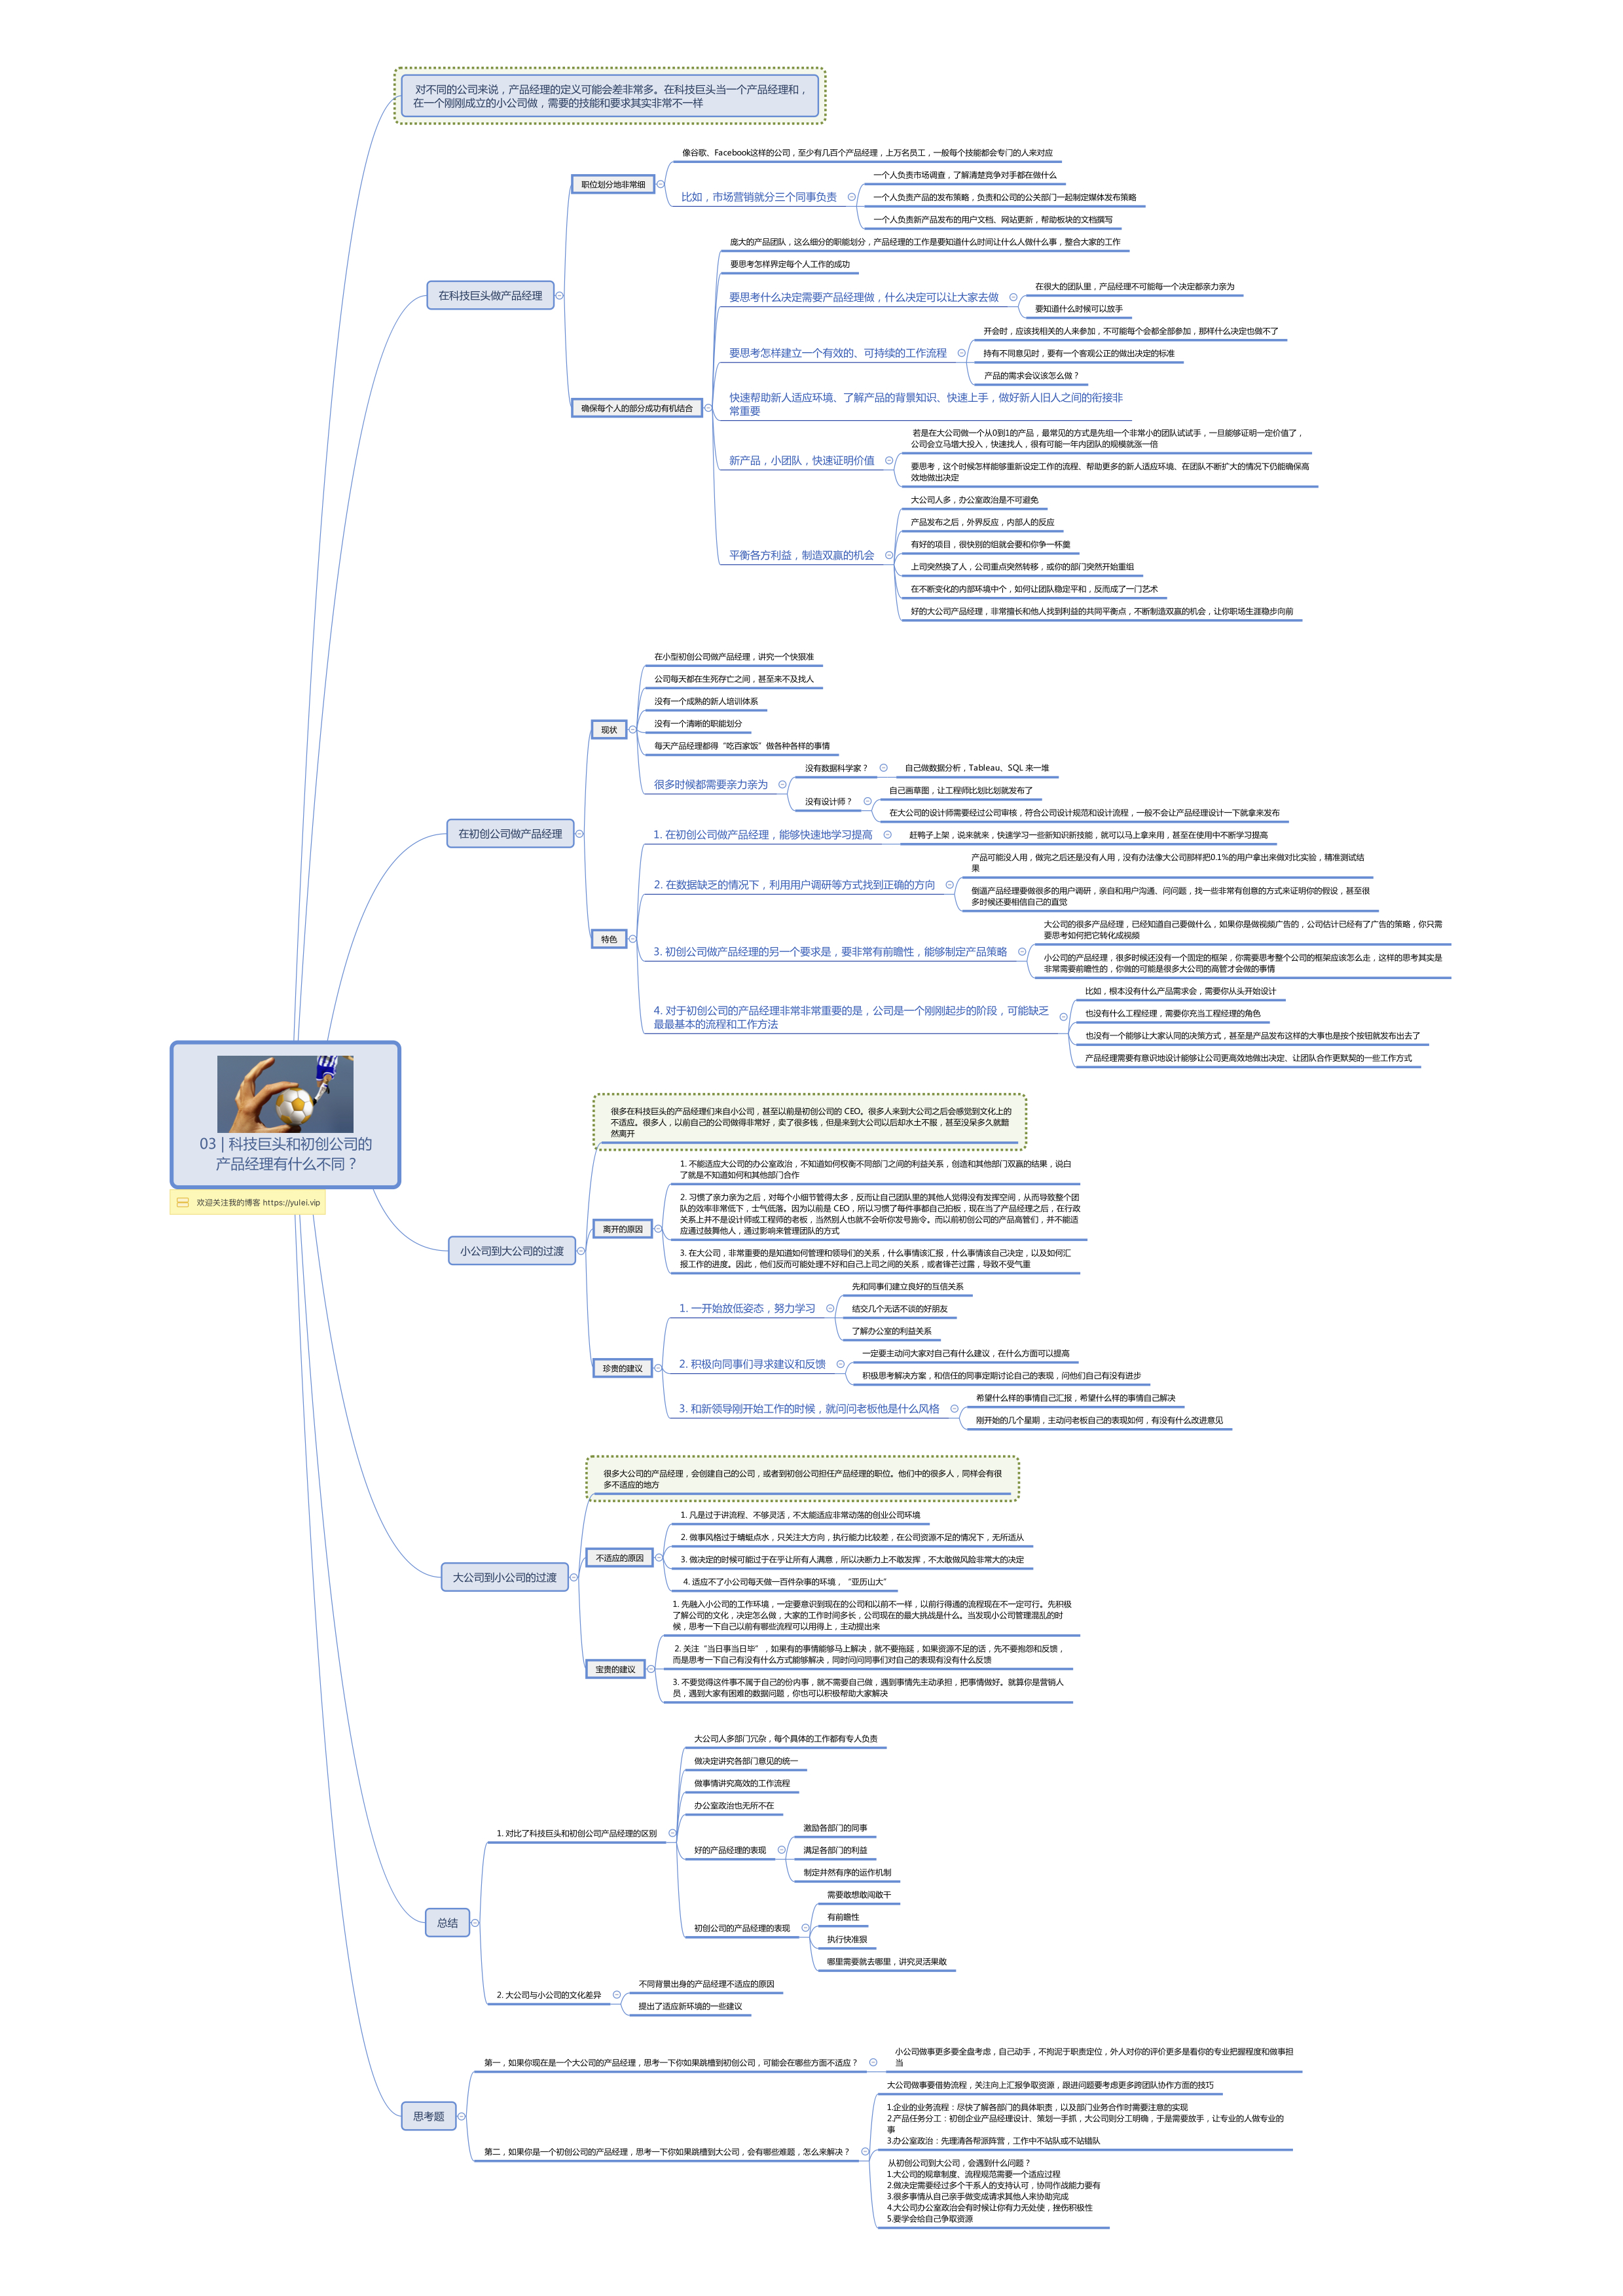 对不同的公司来说，产品经理的定义可能会差非常多。在科技巨头当一个产品经理和，
在一个刚刚成立的小公司做，需要的技能和要求其实非常不一样
在科技巨头做产品经理
职位划分地非常细
像谷歌、Facebook这样的公司，至少有几百个产品经理，上万名员工，一般每个技能都会专门的人来对应
比如，市场营销就分三个同事负责
一个人负责市场调查，了解清楚竞争对手都在做什么
一个人负责产品的发布策略，负责和公司的公关部门一起制定媒体发布策略
一个人负责新产品发布的用户文档、网站更新，帮助板块的文档撰写
确保每个人的部分成功有机结合
庞大的产品团队，这么细分的职能划分，产品经理的工作是要知道什么时间让什么人做什么事，整合大家的工作
要思考怎样界定每个人工作的成功
要思考什么决定需要产品经理做，什么决定可以让大家去做
在很大的团队里，产品经理不可能每一个决定都亲力亲为
要知道什么时候可以放手
要思考怎样建立一个有效的、可持续的工作流程
开会时，应该找相关的人来参加，不可能每个会都全部参加，那样什么决定也做不了
持有不同意见时，要有一个客观公正的做出决定的标准
产品的需求会议该怎么做？
快速帮助新人适应环境、了解产品的背景知识、快速上手，做好新人旧人之间的衔接非
常重要
新产品，小团队，快速证明价值
若是在大公司做一个从0到1的产品，最常见的方式是先组一个非常小的团队试试手，一旦能够证明一定价值了，
公司会立马增大投入，快速找人，很有可能一年内团队的规模就涨一倍
要思考，这个时候怎样能够重新设定工作的流程、帮助更多的新人适应环境、在团队不断扩大的情况下仍能确保高
效地做出决定
平衡各方利益，制造双赢的机会
大公司人多，办公室政治是不可避免
产品发布之后，外界反应，内部人的反应
有好的项目，很快别的组就会要和你争一杯羹
上司突然换了人，公司重点突然转移，或你的部门突然开始重组
在不断变化的内部环境中个，如何让团队稳定平和，反而成了一门艺术
好的大公司产品经理，非常擅长和他人找到利益的共同平衡点，不断制造双赢的机会，让你职场生涯稳步向前
在初创公司做产品经理
现状
在小型初创公司做产品经理，讲究一个快狠准
公司每天都在生死存亡之间，甚至来不及找人
没有一个成熟的新人培训体系
没有一个清晰的职能划分
每天产品经理都得“吃百家饭”做各种各样的事情
很多时候都需要亲力亲为
没有数据科学家？
自己做数据分析，Tableau、SQL 来一堆
没有设计师？
自己画草图，让工程师比划比划就发布了
在大公司的设计师需要经过公司审核，符合公司设计规范和设计流程，一般不会让产品经理设计一下就拿来发布
特色
1. 在初创公司做产品经理，能够快速地学习提高
赶鸭子上架，说来就来，快速学习一些新知识新技能，就可以马上拿来用，甚至在使用中不断学习提高
2. 在数据缺乏的情况下，利用用户调研等方式找到正确的方向
产品可能没人用，做完之后还是没有人用，没有办法像大公司那样把0.1%的用户拿出来做对比实验，精准测试结
果
倒逼产品经理要做很多的用户调研，亲自和用户沟通、问问题，找一些非常有创意的方式来证明你的假设，甚至很
多时候还要相信自己的直觉
3. 初创公司做产品经理的另一个要求是，要非常有前瞻性，能够制定产品策略
大公司的很多产品经理，已经知道自己要做什么，如果你是做视频广告的，公司估计已经有了广告的策略，你只需
要思考如何把它转化成视频
小公司的产品经理，很多时候还没有一个固定的框架，你需要思考整个公司的框架应该怎么走，这样的思考其实是
非常需要前瞻性的，你做的可能是很多大公司的高管才会做的事情
4. 对于初创公司的产品经理非常非常重要的是，公司是一个刚刚起步的阶段，可能缺乏
最最基本的流程和工作方法
比如，根本没有什么产品需求会，需要你从头开始设计
也没有什么工程经理，需要你充当工程经理的角色
也没有一个能够让大家认同的决策方式，甚至是产品发布这样的大事也是按个按钮就发布出去了
产品经理需要有意识地设计能够让公司更高效地做出决定、让团队合作更默契的一些工作方式
03 | 科技巨头和初创公司的
产品经理有什么不同？
欢迎关注我的博客 https://yulei.vip
小公司到大公司的过渡
很多在科技巨头的产品经理们来自小公司，甚至以前是初创公司的 CEO。很多人来到大公司之后会感觉到文化上的
不适应。很多人，以前自己的公司做得非常好，卖了很多钱，但是来到大公司以后却水土不服，甚至没呆多久就黯
然离开
离开的原因
1. 不能适应大公司的办公室政治，不知道如何权衡不同部门之间的利益关系，创造和其他部门双赢的结果，说白
了就是不知道如何和其他部门合作
2. 习惯了亲力亲为之后，对每个小细节管得太多，反而让自己团队里的其他人觉得没有发挥空间，从而导致整个团
队的效率非常低下，士气低落。因为以前是 CEO，所以习惯了每件事都自己拍板，现在当了产品经理之后，在行政
关系上并不是设计师或工程师的老板，当然别人也就不会听你发号施令。而以前初创公司的产品高管们，并不能适
应通过鼓舞他人，通过影响来管理团队的方式
3. 在大公司，非常重要的是知道如何管理和领导们的关系，什么事情该汇报，什么事情该自己决定，以及如何汇
报工作的进度。因此，他们反而可能处理不好和自己上司之间的关系，或者锋芒过露，导致不受气重
珍贵的建议
1. 一开始放低姿态，努力学习
先和同事们建立良好的互信关系
结交几个无话不谈的好朋友
了解办公室的利益关系
2. 积极向同事们寻求建议和反馈
一定要主动问大家对自己有什么建议，在什么方面可以提高
积极思考解决方案，和信任的同事定期讨论自己的表现，问他们自己有没有进步
3. 和新领导刚开始工作的时候，就问问老板他是什么风格
希望什么样的事情自己汇报，希望什么样的事情自己解决
刚开始的几个星期，主动问老板自己的表现如何，有没有什么改进意见
大公司到小公司的过渡
很多大公司的产品经理，会创建自己的公司，或者到初创公司担任产品经理的职位。他们中的很多人，同样会有很
多不适应的地方
不适应的原因
1. 凡是过于讲流程、不够灵活，不太能适应非常动荡的创业公司环境
2. 做事风格过于蜻蜓点水，只关注大方向，执行能力比较差，在公司资源不足的情况下，无所适从
3. 做决定的时候可能过于在乎让所有人满意，所以决断力上不敢发挥，不太敢做风险非常大的决定
4. 适应不了小公司每天做一百件杂事的环境，“亚历山大”
宝贵的建议
1. 先融入小公司的工作环境，一定要意识到现在的公司和以前不一样，以前行得通的流程现在不一定可行。先积极
了解公司的文化，决定怎么做，大家的工作时间多长，公司现在的最大挑战是什么。当发现小公司管理混乱的时
候，思考一下自己以前有哪些流程可以用得上，主动提出来
2. 关注“当日事当日毕”，如果有的事情能够马上解决，就不要拖延，如果资源不足的话，先不要抱怨和反馈，
而是思考一下自己有没有什么方式能够解决，同时问问同事们对自己的表现有没有什么反馈
3. 不要觉得这件事不属于自己的份内事，就不需要自己做，遇到事情先主动承担，把事情做好。就算你是营销人
员，遇到大家有困难的数据问题，你也可以积极帮助大家解决
总结
1. 对比了科技巨头和初创公司产品经理的区别
大公司人多部门冗杂，每个具体的工作都有专人负责
做决定讲究各部门意见的统一
做事情讲究高效的工作流程
办公室政治也无所不在
好的产品经理的表现
激励各部门的同事
满足各部门的利益
制定井然有序的运作机制
初创公司的产品经理的表现
需要敢想敢闯敢干
有前瞻性
执行快准狠
哪里需要就去哪里，讲究灵活果敢
2. 大公司与小公司的文化差异
不同背景出身的产品经理不适应的原因
提出了适应新环境的一些建议
思考题
第一，如果你现在是一个大公司的产品经理，思考一下你如果跳槽到初创公司，可能会在哪些方面不适应？
小公司做事更多要全盘考虑，自己动手，不拘泥于职责定位，外人对你的评价更多是看你的专业把握程度和做事担
当
第二，如果你是一个初创公司的产品经理，思考一下你如果跳槽到大公司，会有哪些难题，怎么来解决？
大公司做事要借势流程，关注向上汇报争取资源，跟进问题要考虑更多跨团队协作方面的技巧
1.企业的业务流程：尽快了解各部门的具体职责，以及部门业务合作时需要注意的实现
2.产品任务分工：初创企业产品经理设计、策划一手抓，大公司则分工明确，于是需要放手，让专业的人做专业的
事
3.办公室政治：先理清各帮派阵营，工作中不站队或不站错队
从初创公司到大公司，会遇到什么问题？
1.大公司的规章制度、流程规范需要一个适应过程
2.做决定需要经过多个干系人的支持认可，协同作战能力要有
3.很多事情从自己亲手做变成请求其他人来协助完成
4.大公司办公室政治会有时候让你有力无处使，挫伤积极性
5.要学会给自己争取资源